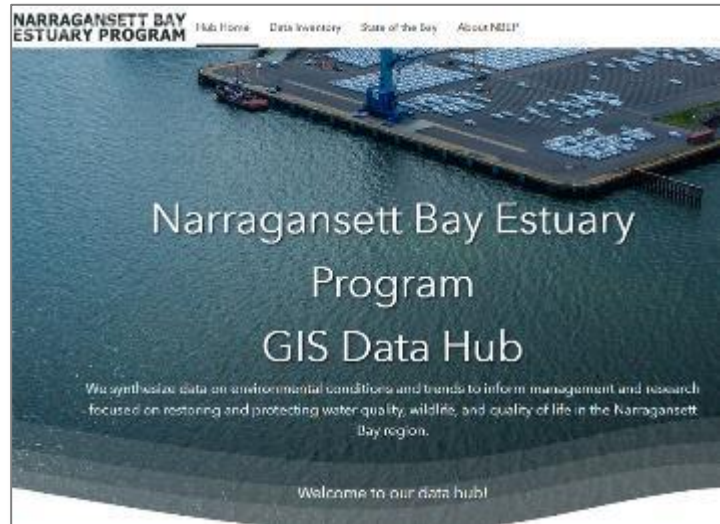 NARRAGANSETT BAY
ESTUARY PROGRAM
Hub Home Data Inventory State of the Bay About NBEP
Narragansett Bay Estuary
Program
GIS Data Hub
We synthesize data on environmental conditions and trends to inform management and research
focused on restoring and protecting water quality, wildlife, and quality of life in the Narragansett
Bay region.
Welcome to our data hub!